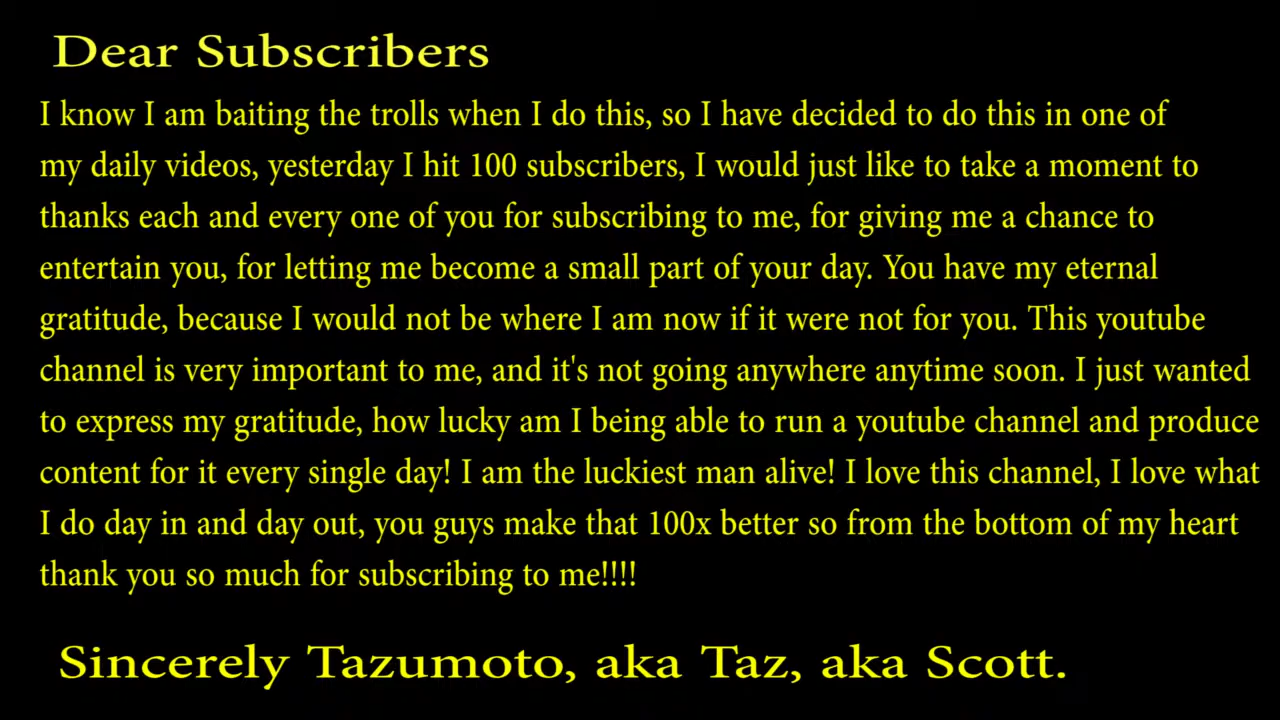 Dear Subscribers
I know I am baiting the trolls when I do this, so I have decided to do this in one of
my daily videos, yesterday I hit 100 subscribers, I would just like to take a moment to
thanks each and every one of you for subscribing to me, for giving me a chance to
entertain you, for letting me become a small part of your day. You have my eternal
gratitude, because I would not be where I am now if it were not for you. This youtube
channel is very important to me, and it's not going anywhere anytime soon. I just wanted
to express my gratitude, how lucky am I being able to run a youtube channel and produce
content for it every single day! I am the luckiest man alive! I love this channel, I love what
I do day in and day out, you guys make that 100x better so from the bottom of my heart
thank you so much for subscribing to me!!!!
Sincerely Tazumoto, aka Taz, aka Scott.